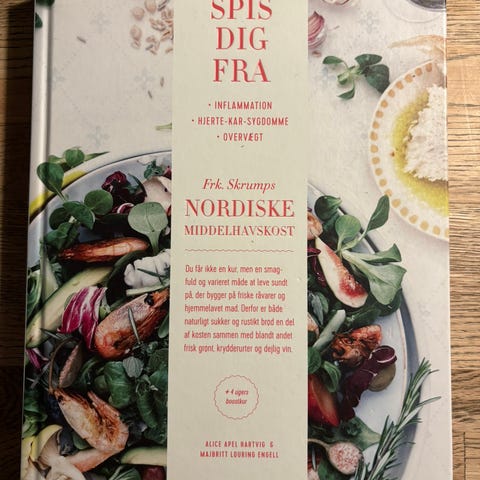 SPIS
DIG
FRA
• INFLAMMATION
• HJERTE-KAR-SYGDOMME
• OVERVÆGT
Frk. Skrumps
NORDISKE
MIDDELHAVSKOST
Du får ikke en kur, men en smag-
fuld og varieret måde at leve sundt
på, der bygger på friske råvarer og
hjemmelavet mad. Derfor er både
naturligt sukker og rustikt brød en del
af kosten sammen med blandt andet
frisk grønt, krydderurter og dejlig vin.
+ 4 ugers
boostkur
ALICE APEL HARTVIG &
MAJBRITT LOURING ENGELL